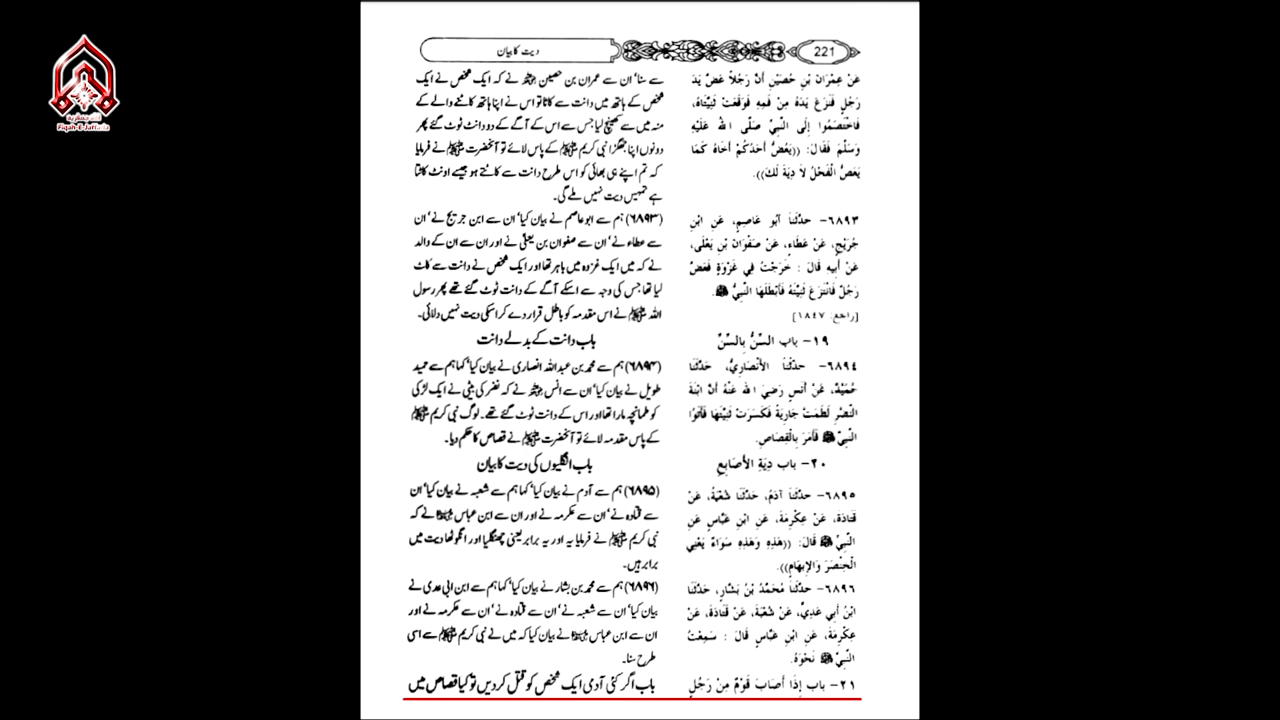 فقہ جعفریہ
Fiqah-E-Jaffaria
دیت کا بیان
221
عَنْ عِمْرَانَ بْنِ حُصَيْنٍ أَنَّ رَجُلاً عَضَّ يَدَ
رَجُلٍ فَنَزَعَ يَدَهُ مِنْ فَمِهِ فَوَقَعَتْ ثَنِيَّتَاهُ،
فَاخْتَصَمُوا إِلَى النَّبِيِّ صَلَّى الله عَلَيْهِ
وَسَلَّمَ فَقَالَ: ((يَعَضُّ أَحَدُكُمْ أَخَاهُ كَمَا
يَعَضُّ الْفَحْلُ لاَ دِيَةَ لَكَ)).
٦٨٩٣- حدَّثَنا أَبُو عَاصِمٍ، عَنِ ابْنِ
جُرَيْجٍ، عَنْ عَطَاءٍ، عَنْ صَفْوَانَ بْنِ يَعْلَى،
عَنْ أَبِيهِ قَالَ : خَرَجْتُ فِي غَزْوَةٍ فَعَضَّ
رَجُلٌ فَانْتَزَعَ ثَنِيَّتَهُ فَأَبْطَلَهَا النَّبِيُّ ﷺ.
[راجع: ١٨٤٧]
١٩- باب السِّنُّ بِالسِّنِّ
٦٨٩٤- حدَّثَنا الأَنْصَارِيُّ، حَدَّثَنَا
حُمَيْدٌ، عَنْ أَنَسٍ رَضِيَ الله عَنْهُ أَنَّ ابْنَةَ
النَّضْرِ لَطَمَتْ جَارِيَةً فَكَسَرَتْ ثَنِيَّتَهَا فَأَتَوُا
النَّبِيَّ ﷺ فَأَمَرَ بِالْقِصَاصِ.
٢٠- باب دِيَةِ الأَصَابِعِ
٦٨٩٥- حدَّثَنا آدَمُ، حَدَّثَنَا شُعْبَةُ، عَنْ
قَتَادَةَ، عَنْ عِكْرِمَةَ، عَنِ ابْنِ عَبَّاسٍ عَنِ
النَّبِيِّ ﷺ قَالَ: ((هَذِهِ وَهَذِهِ سَوَاءٌ يَعْنِي
الْخِنْصَرَ وَالإِبْهَامَ)).
٦٨٩٦- حدَّثَنا مُحَمَّدُ بْنُ بَشَّارٍ، حَدَّثَنَا
ابْنُ أَبِي عَدِيٍّ، عَنْ شُعْبَةَ، عَنْ قَتَادَةَ، عَنْ
عِكْرِمَةَ، عَنِ ابْنِ عَبَّاسٍ قَالَ : سَمِعْتُ
النَّبِيَّ ﷺ نَحْوَهُ.
٢١- باب إِذَا أَصَابَ قَوْمٌ مِنْ رَجُلٍ
سے سنا، ان سے عمران بن حصین ﷜ نے کہ ایک شخص نے ایک
شخص کے ہاتھ میں دانت سے کاٹا تو اس نے اپنا ہاتھ کاٹنے والے کے
منہ میں سے کھینچ لیا جس سے اس کے آگے کے دو دانت ٹوٹ گئے پھر
دونوں اپنا جھگڑا نبی کریم ﷺ کے پاس لائے تو آنحضرت ﷺ نے فرمایا
کہ تم اپنے ہی بھائی کو اس طرح دانت سے کاٹتے ہو جیسے اونٹ کاٹتا
ہے تمہیں دیت نہیں ملے گی۔
(۶۸۹۳) ہم سے ابوعاصم نے بیان کیا، ان سے ابن جریج نے، ان
سے عطاء نے، ان سے صفوان بن یعلیٰ نے اور ان سے ان کے والد
نے کہ میں ایک غزوہ میں باہر تھا اور ایک شخص نے دانت سے کاٹ
لیا تھا جس کی وجہ سے اسکے آگے کے دانت ٹوٹ گئے تھے پھر رسول
اللہ ﷺ نے اس مقدمہ کو باطل قرار دے کر اسکی دیت نہیں دلائی۔
باب دانت کے بدلے دانت
(۶۸۹۴) ہم سے محمد بن عبداللہ انصاری نے بیان کیا، کہا ہم سے حمید
طویل نے بیان کیا، ان سے انس ﷜ نے کہ نضر کی بیٹی نے ایک لڑکی
کو طمانچہ مارا تھا اور اس کے دانت ٹوٹ گئے تھے۔ لوگ نبی کریم ﷺ
کے پاس مقدمہ لائے تو آنحضرت ﷺ نے قصاص کا حکم دیا۔
باب انگلیوں کی دیت کا بیان
(۶۸۹۵) ہم سے آدم نے بیان کیا، کہا ہم سے شعبہ نے بیان کیا، ان
سے قتادہ نے، ان سے عکرمہ نے اور ان سے ابن عباس ﷠ نے کہ
نبی کریم ﷺ نے فرمایا یہ اور یہ برابر یعنی چھنگلیا اور انگوٹھا دیت میں
برابر ہیں۔
(۶۸۹۶) ہم سے محمد بن بشار نے بیان کیا، کہا ہم سے ابن ابی عدی نے
بیان کیا، ان سے شعبہ نے، ان سے قتادہ نے، ان سے عکرمہ نے اور
ان سے ابن عباس ﷠ نے بیان کیا کہ میں نے نبی کریم ﷺ سے اسی
طرح سنا۔
باب اگر کئی آدمی ایک شخص کو قتل کر دیں تو کیا قصاص میں